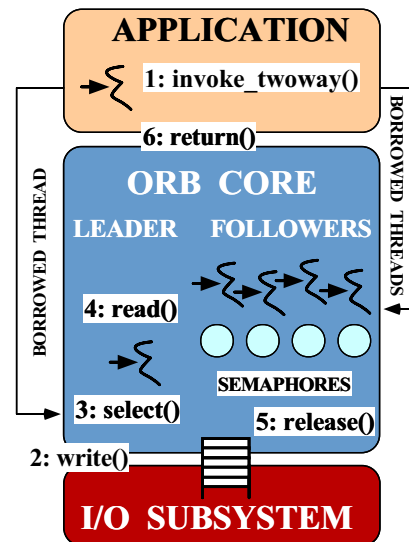 APPLICATION
1: invoke_twoway()
6: return()
BORROWED THREAD
BORROWED THREADS
ORB CORE
LEADER FOLLOWERS
4: read()
SEMAPHORES
3: select()
5: release()
2: write()
I/O SUBSYSTEM